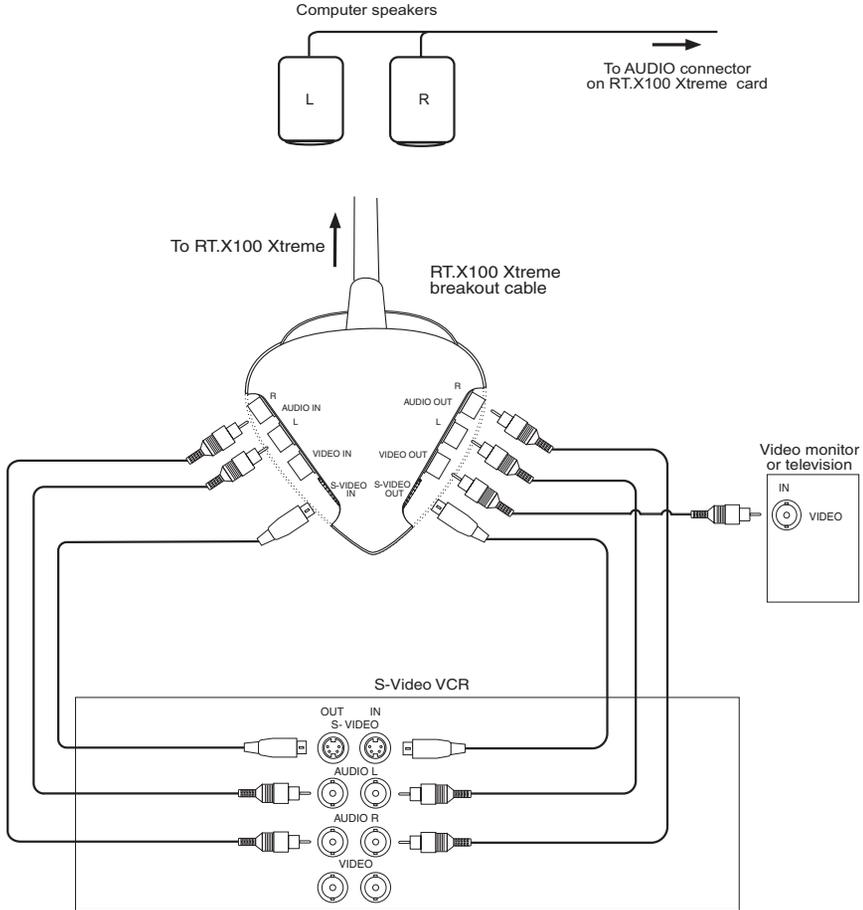 Computer speakers
L
R
To AUDIO connector
on RT.X100 Xtreme card
To RT.X100 Xtreme
RT.X100 Xtreme
breakout cable
R
AUDIO IN
L
VIDEO IN
S-VIDEO
IN
R
AUDIO OUT
L
VIDEO OUT
S-VIDEO
OUT
Video monitor
or television
IN
VIDEO
S-Video VCR
OUT IN
S- VIDEO
AUDIO L
AUDIO R
VIDEO